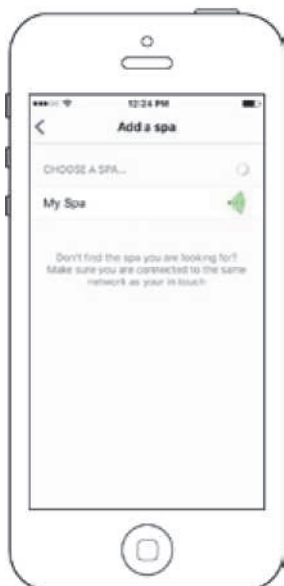 12:24 PM
Add a spa
CHOOSE A SPA...
My Spa
Don't find the spa you are looking for?
Make sure you are connected to the same
network as your in.touch